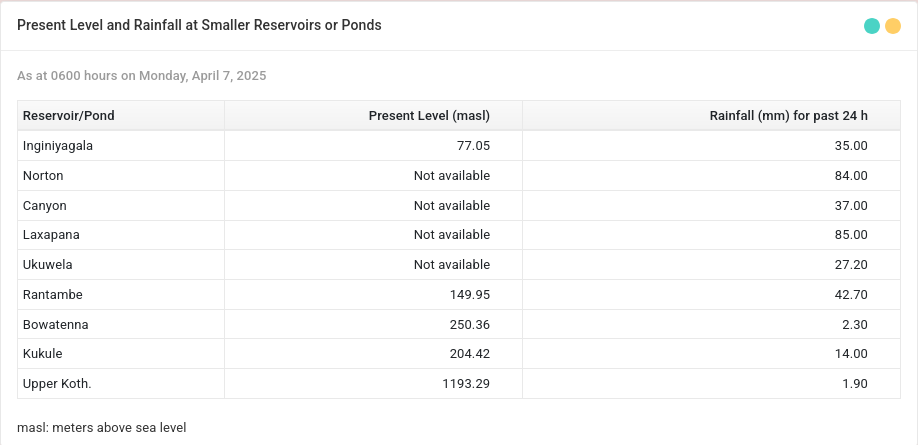 Present Level and Rainfall at Smaller Reservoirs or Ponds
As at 0600 hours on Monday, April 7, 2025
Reservoir/Pond Present Level (masl) Rainfall (mm) for past 24 h
Inginiyagala 77.05 35.00
Norton Not available 84.00
Canyon Not available 37.00
Laxapana Not available 85.00
Ukuwela Not available 27.20
Rantambe 149.95 42.70
Bowatenna 250.36 2.30
Kukule 204.42 14.00
Upper Koth. 1193.29 1.90
masl: meters above sea level